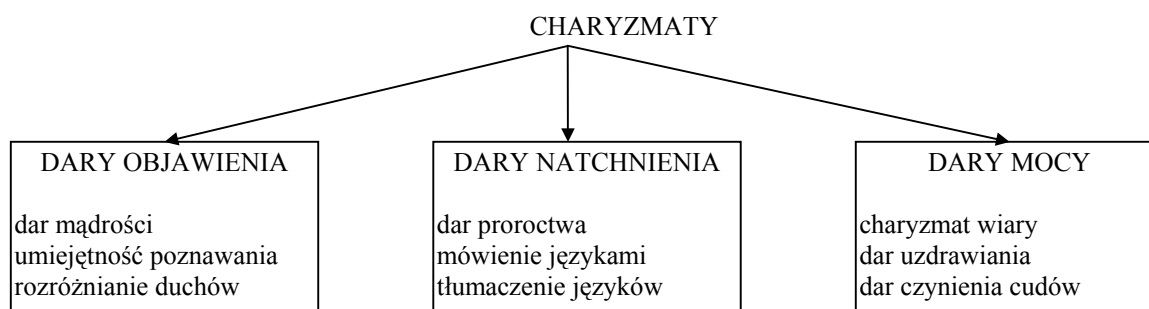 CHARYZMATY
DARY OBJAWIENIA
dar mądrości
umiejętność poznawania
rozróżnianie duchów
DARY NATCHNIENIA
dar proroctwa
mówienie językami
tłumaczenie języków
DARY MOCY
charyzmat wiary
dar uzdrawiania
dar czynienia cudów